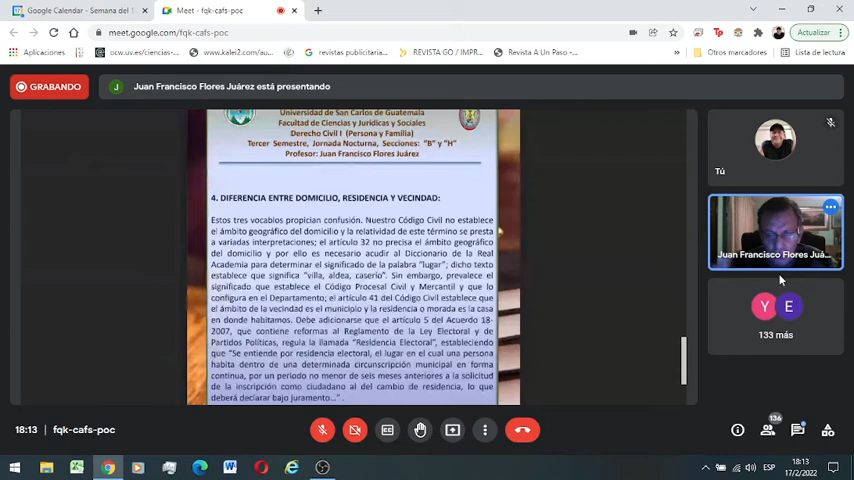 Google Calendar - Semana del 1
Meet - fqk-cafs-poc
meet.google.com/fqk-cafs-poc
Actualizar
Aplicaciones
ocw.uv.es/ciencias-...
www.kalei2.com/au...
revistas publicitaria...
REVISTA GO / IMPR...
Revista A Un Paso -...
Otros marcadores
Lista de lectura
GRABANDO
J
Juan Francisco Flores Juárez está presentando
Universidad de San Carlos de Guatemala
Facultad de Ciencias y Jurídicas y Sociales
Derecho Civil I (Persona y Familia)
Tercer Semestre, Jornada Nocturna, Secciones: "B" y "H"
Profesor: Juan Francisco Flores Juárez
4. DIFERENCIA ENTRE DOMICILIO, RESIDENCIA Y VECINDAD:
Estos tres vocablos propician confusión. Nuestro Código Civil no establece
el ámbito geográfico del domicilio y la relatividad de este término se presta
a variadas interpretaciones; el artículo 32 no precisa el ámbito geográfico
del domicilio y por ello es necesario acudir al Diccionario de la Real
Academia para determinar el significado de la palabra "lugar"; dicho texto
establece que significa "villa, aldea, caserío". Sin embargo, prevalece el
significado que establece el Código Procesal Civil y Mercantil y que lo
configura en el Departamento; el artículo 41 del Código Civil establece que
el ámbito de la vecindad es el municipio y la residencia o morada es la casa
en donde habitamos. Debe adicionarse que el artículo 5 del Acuerdo 18-
2007, que contiene reformas al Reglamento de la Ley Electoral y de
Partidos Políticas, regula la llamada "Residencia Electoral", estableciendo
que "Se entiende por residencia electoral, el lugar en el cual una persona
habita dentro de una determinada circunscripción municipal en forma
continua, por un periodo no menor de seis meses anteriores a la solicitud
de la inscripción como ciudadano al del cambio de residencia, lo que
deberá declarar bajo juramento..." .
Tú
Juan Francisco Flores Juá...
Y
E
133 más
18:13
fqk-cafs-poc
136
ESP
18:13
17/2/2022